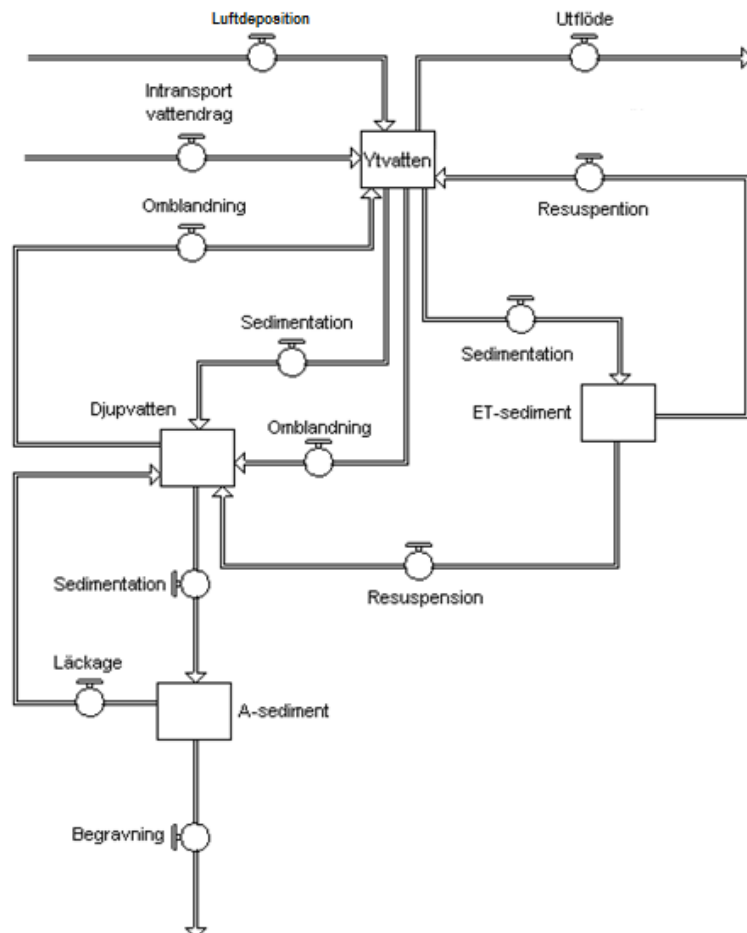 Luftdeposition
Utflöde
Intransport
vattendrag
Ytvatten
Omblandning
Resuspention
Sedimentation
Sedimentation
Djupvatten
ET-sediment
Omblandning
Sedimentation
Resuspension
Läckage
A-sediment
Begravning